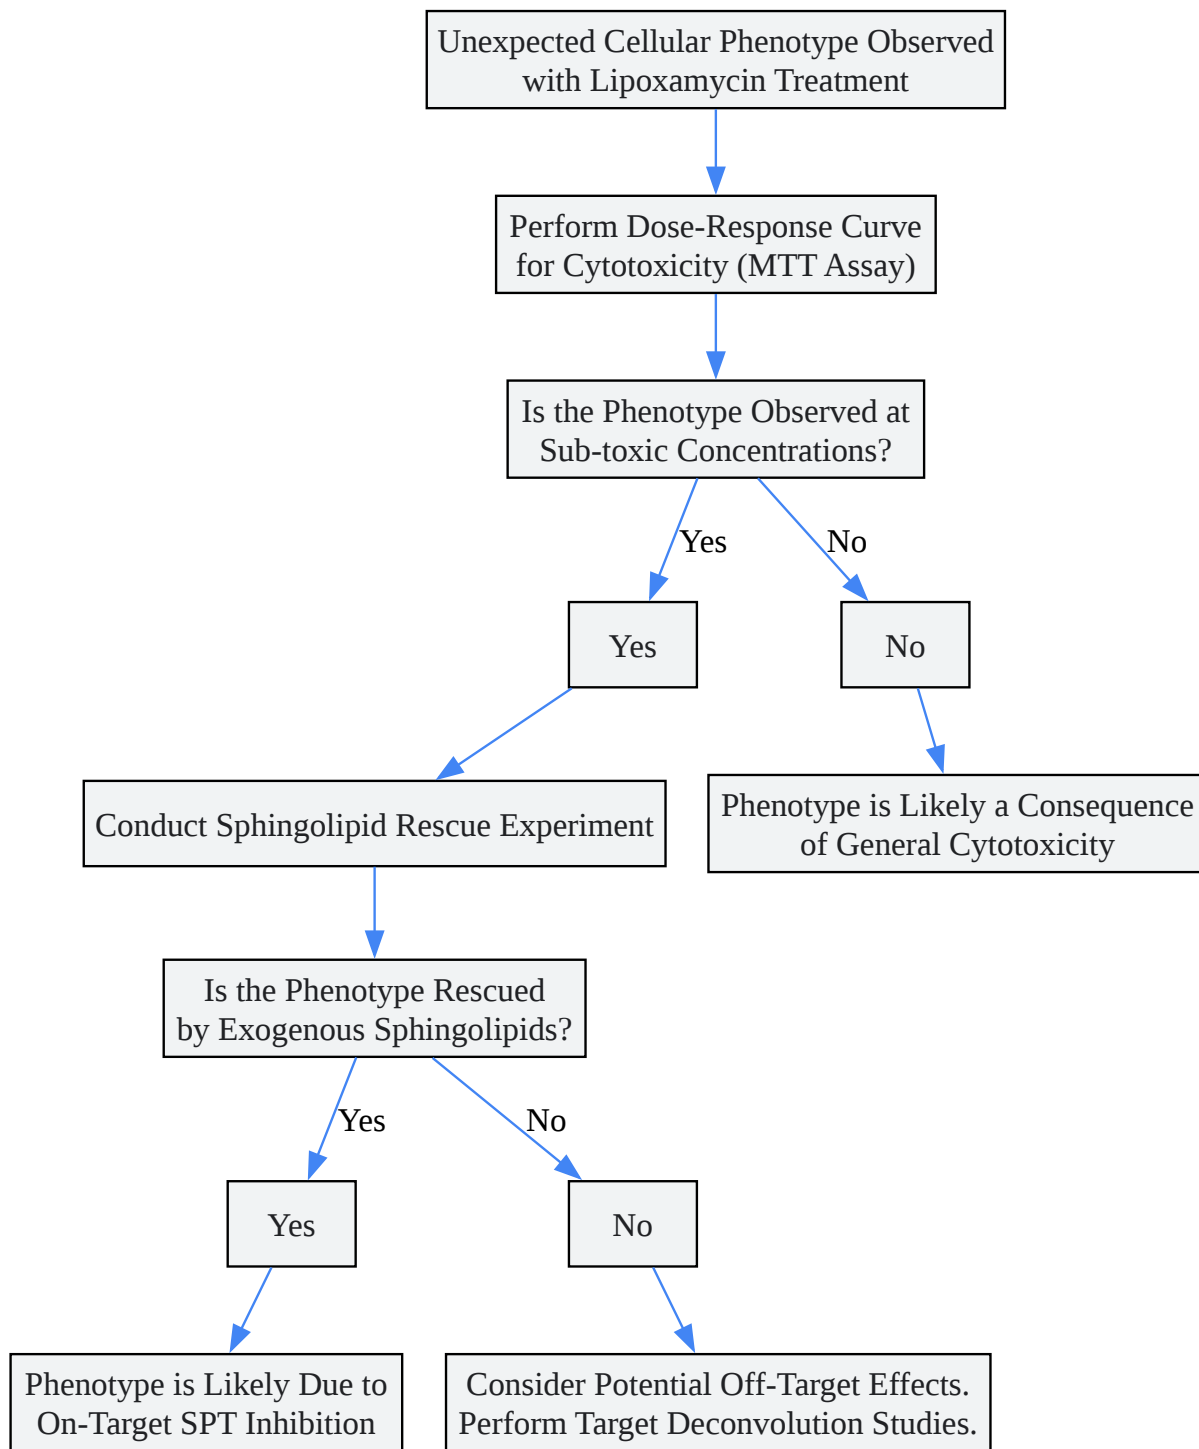 Unexpected Cellular Phenotype Observed
with Lipoxamycin Treatment
Perform Dose-Response Curve
for Cytotoxicity (MTT Assay)
Is the Phenotype Observed at
Sub-toxic Concentrations?
Yes
No
Yes
No
Conduct Sphingolipid Rescue Experiment
Phenotype is Likely a Consequence
of General Cytotoxicity
Is the Phenotype Rescued
by Exogenous Sphingolipids?
Yes
No
Yes
No
Phenotype is Likely Due to
On-Target SPT Inhibition
Consider Potential Off-Target Effects.
Perform Target Deconvolution Studies.